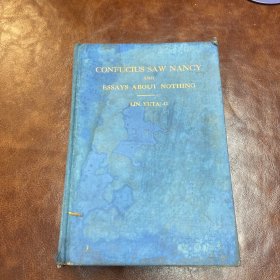 CONFUCIUS SAW NANCY
AND
ESSAYS ABOUT NOTHING
LIN YUTANG